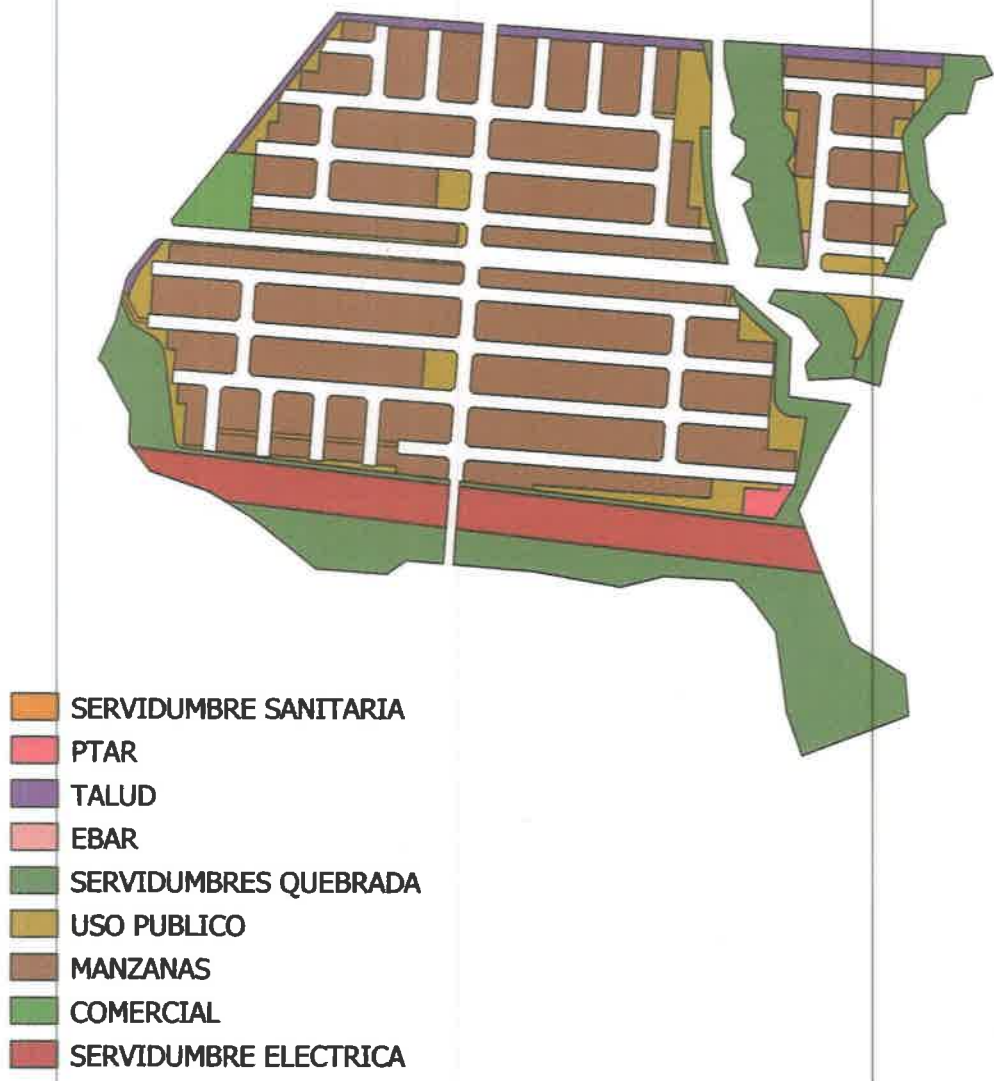 SERVIDUMBRE SANITARIA
PTAR
TALUD
EBAR
SERVIDUMBRES QUEBRADA
USO PUBLICO
MANZANAS
COMERCIAL
SERVIDUMBRE ELECTRICA